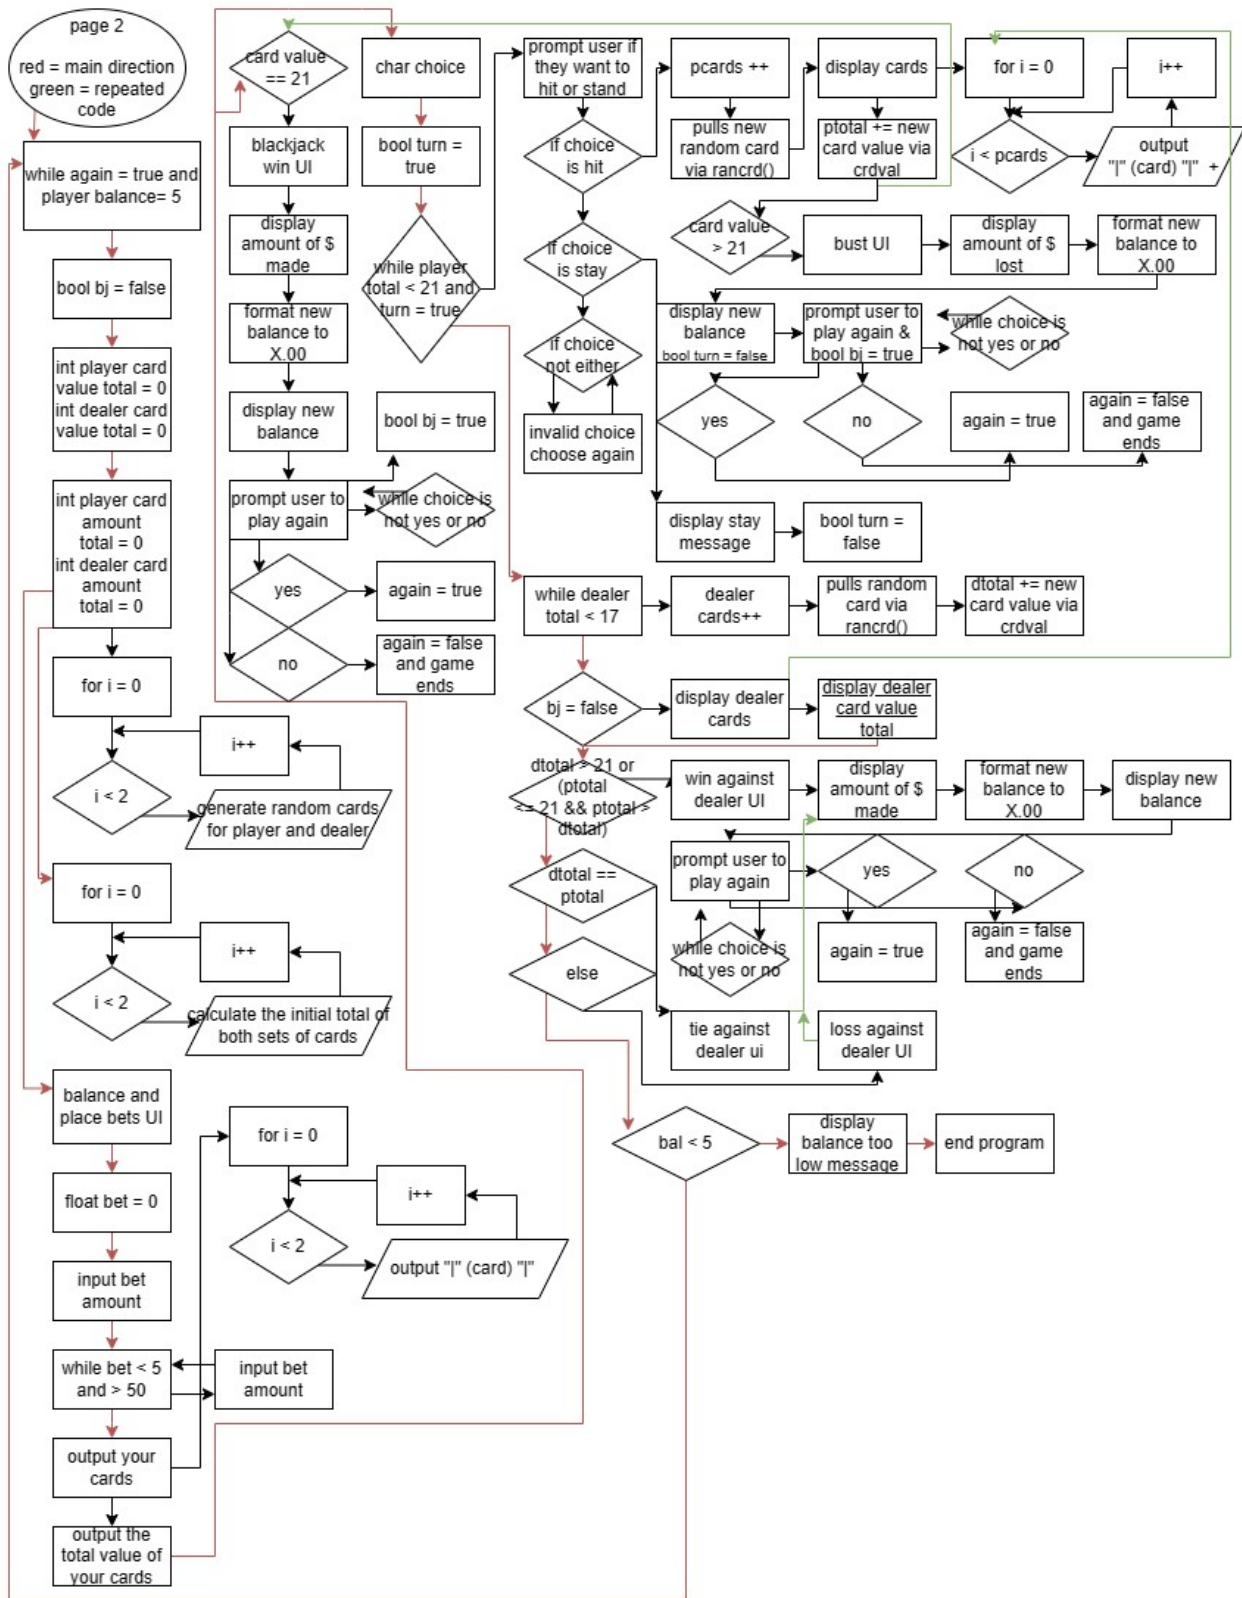 page 2
red = main direction
green = repeated
code
while again = true and
player balance= 5
bool bj = false
int player card
value total = 0
int dealer card
value total = 0
int player card
amount
total = 0
int dealer card
amount
total = 0
for i = 0
i++
i < 2
generate random cards
for player and dealer
for i = 0
i++
i < 2
calculate the initial total of
both sets of cards
balance and
place bets UI
float bet = 0
input bet
amount
while bet < 5
and > 50
input bet
amount
output your
cards
output the
total value of
your cards
for i = 0
i++
i < 2
output "|" (card) "|"
card value
== 21
blackjack
win UI
display
amount of $
made
format new
balance to
X.00
display new
balance
prompt user to
play again
bool bj = true
while choice is
not yes or no
yes
again = true
no
again = false
and game
ends
char choice
bool turn =
true
while player
total < 21 and
turn = true
prompt user if
they want to
hit or stand
if choice
is hit
if choice
is stay
if choice
not either
invalid choice
choose again
pcards ++
pulls new
random card
via rancrd()
display cards
ptotal += new
card value via
crdval
for i = 0
i++
i < pcards
output
"|" (card) "|" +
card value
> 21
bust UI
display
amount of $
lost
format new
balance to
X.00
display new
balance
bool turn = false
prompt user to
play again &
bool bj = true
while choice is
not yes or no
yes
no
again = true
again = false
and game
ends
display stay
message
bool turn =
false
while dealer
total < 17
dealer
cards++
pulls random
card via
rancrd()
dtotal += new
card value via
crdval
bj = false
display dealer
cards
display dealer
card value
total
dtotal > 21 or
(ptotal
<= 21 && ptotal >
dtotal)
win against
dealer UI
display
amount of $
made
format new
balance to
X.00
display new
balance
prompt user to
play again
yes
no
while choice is
not yes or no
again = true
again = false
and game
ends
dtotal ==
ptotal
else
tie against
dealer ui
loss against
dealer UI
bal < 5
display
balance too
low message
end program